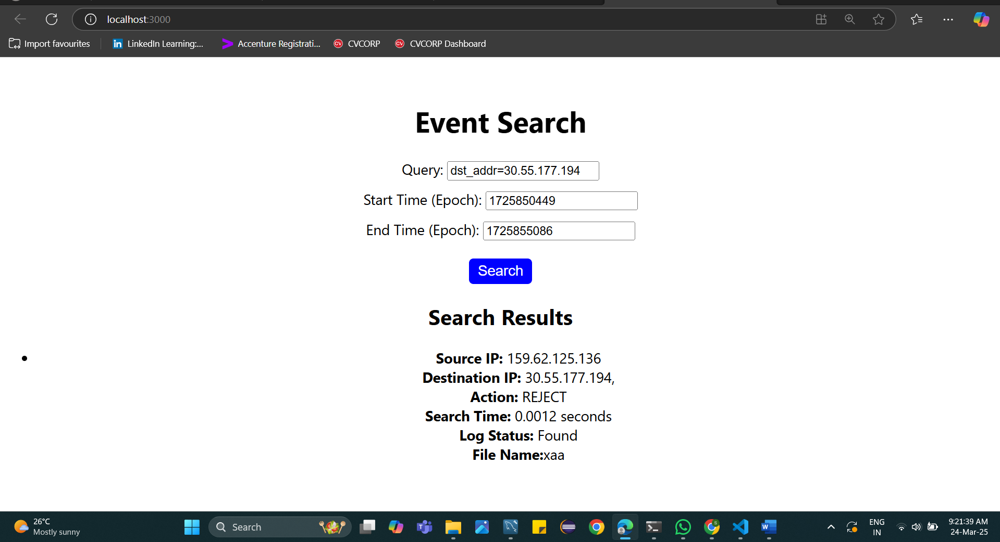 localhost:3000
Import favourites
LinkedIn Learning:...
Accenture Registrati...
CVCORP
CVCORP Dashboard
Event Search
Query: dst_addr=30.55.177.194
Start Time (Epoch): 1725850449
End Time (Epoch): 1725855086
Search
Search Results
Source IP: 159.62.125.136
Destination IP: 30.55.177.194,
Action: REJECT
Search Time: 0.0012 seconds
Log Status: Found
File Name:xaa
26°C
Mostly sunny
Search
ENG
IN
9:21:39 AM
24-Mar-25